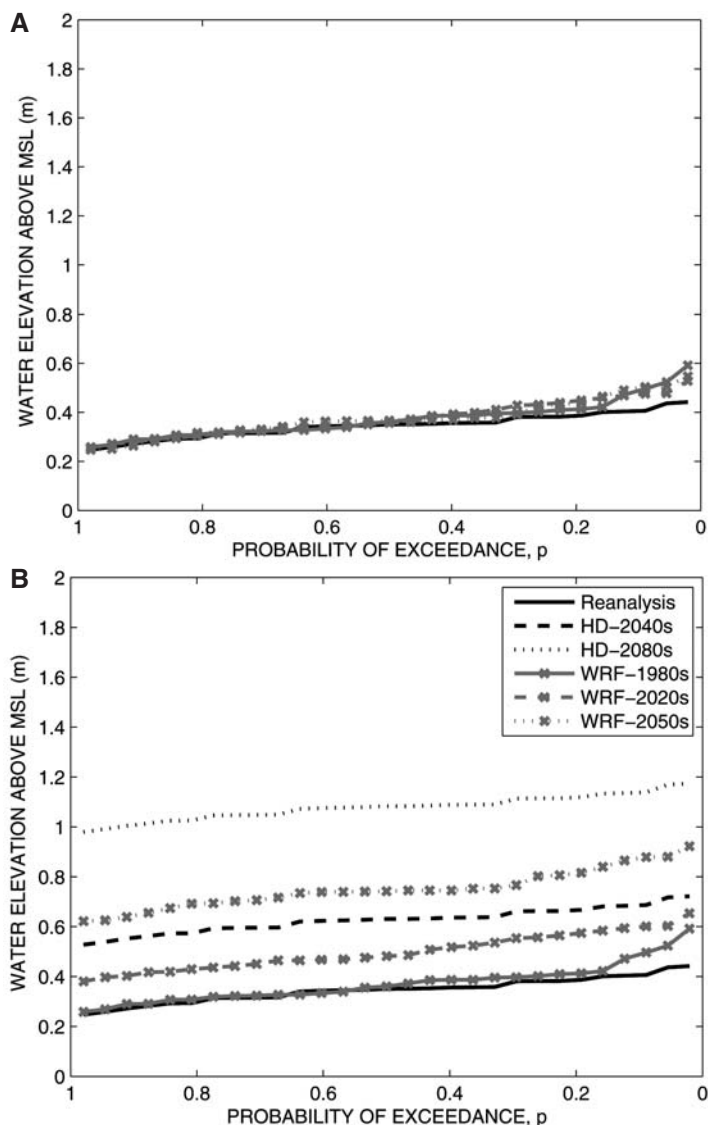 A
WATER ELEVATION ABOVE MSL (m)
2
1.8
1.6
1.4
1.2
1
0.8
0.6
0.4
0.2
0
1
0.8
0.6
0.4
0.2
0
PROBABILITY OF EXCEEDANCE, p
B
WATER ELEVATION ABOVE MSL (m)
2
1.8
1.6
1.4
1.2
1
0.8
0.6
0.4
0.2
0
Reanalysis
HD-2040s
HD-2080s
WRF-1980s
WRF-2020s
WRF-2050s
1
0.8
0.6
0.4
0.2
0
PROBABILITY OF EXCEEDANCE, p